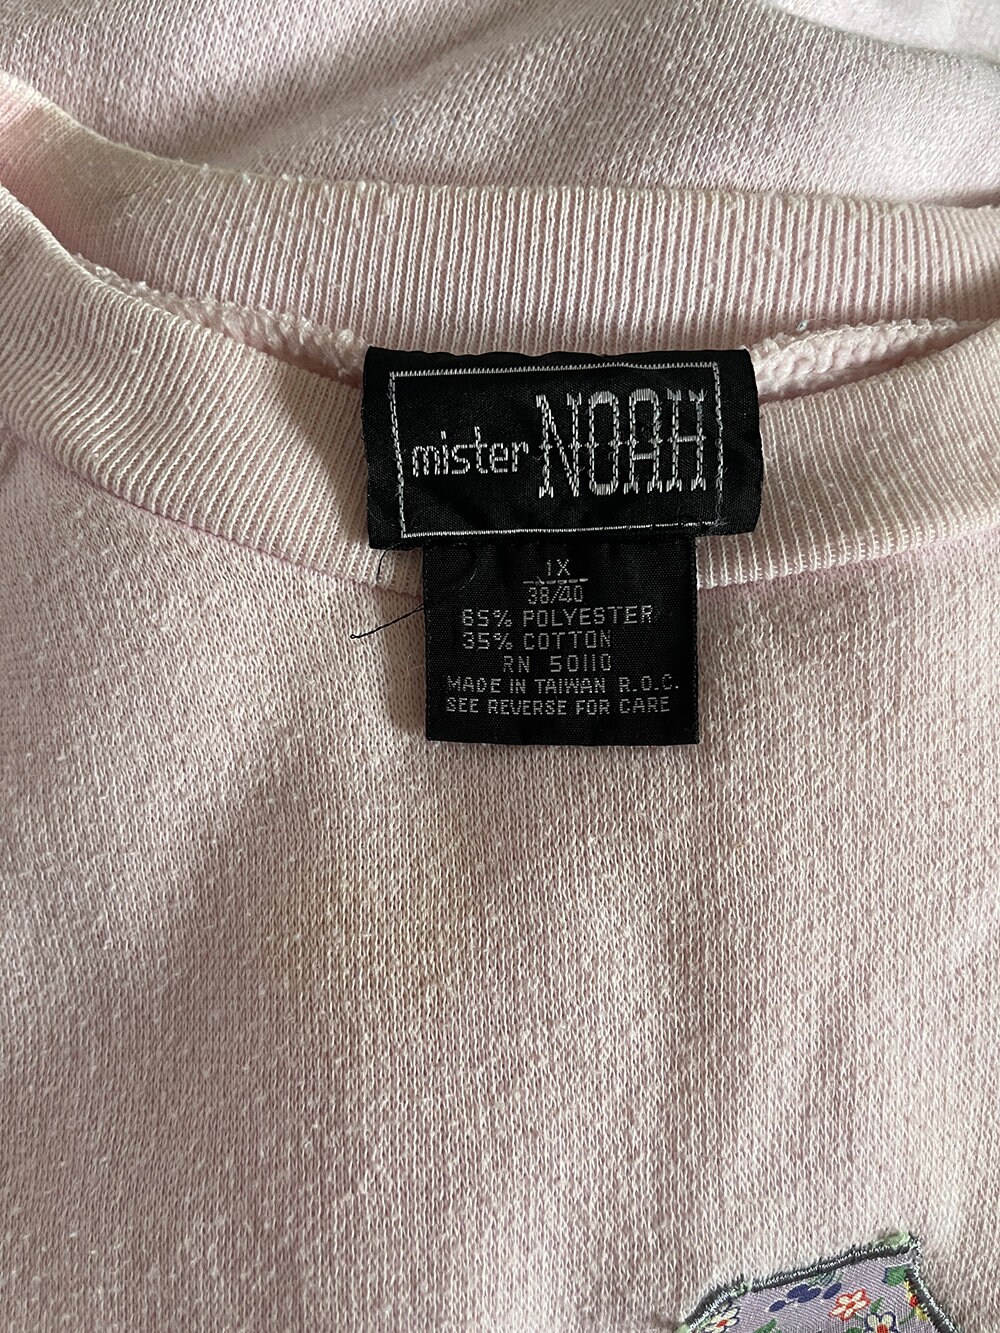 mister NOAH
1X
38/40
65% POLYESTER
35% COTTON
RN 50110
MADE IN TAIWAN R.O.C.
SEE REVERSE FOR CARE